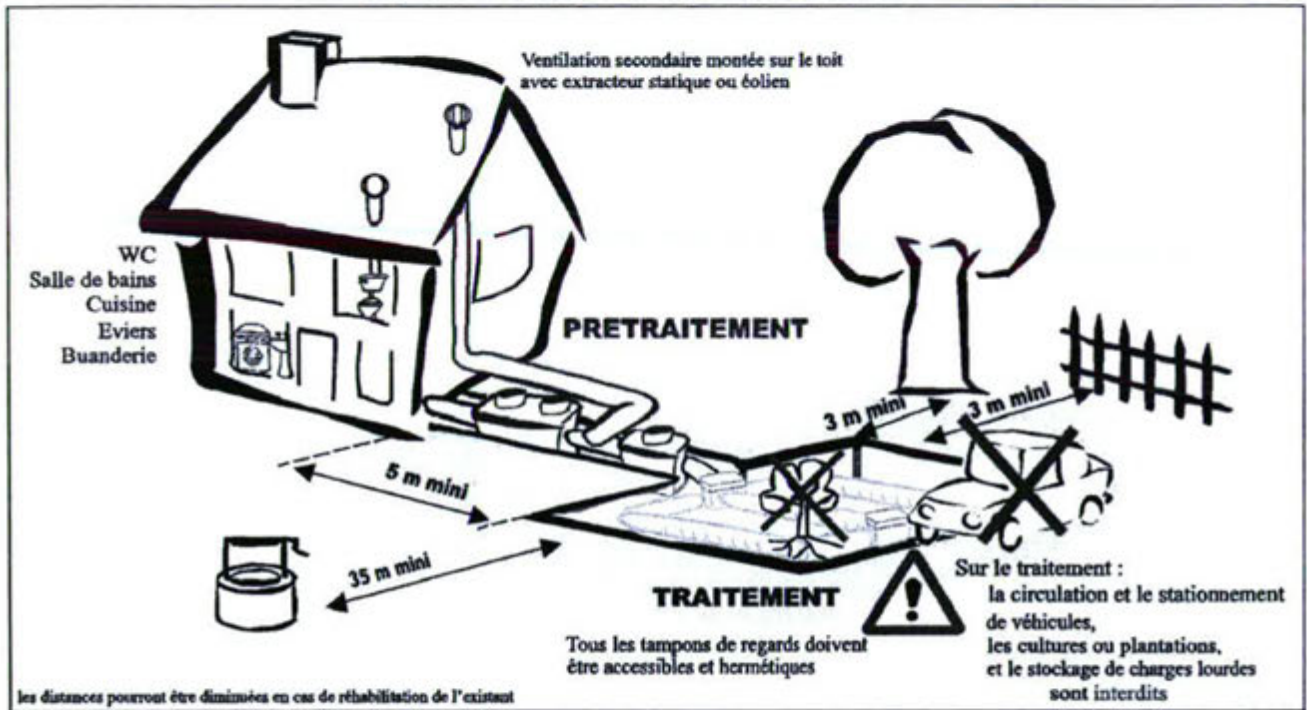 Ventilation secondaire montée sur le toit
avec extracteur statique ou éolien
WC
Salle de bains
Cuisine
Eviers
Buanderie
PRETRAITEMENT
3 m mini
3 m mini
5 m mini
35 m mini
TRAITEMENT
Tous les tampons de regards doivent
être accessibles et hermétiques
Sur le traitement :
la circulation et le stationnement
de véhicules,
les cultures ou plantations,
et le stockage de charges lourdes
sont interdits
les distances pourront être diminuées en cas de réhabilitation de l'existant